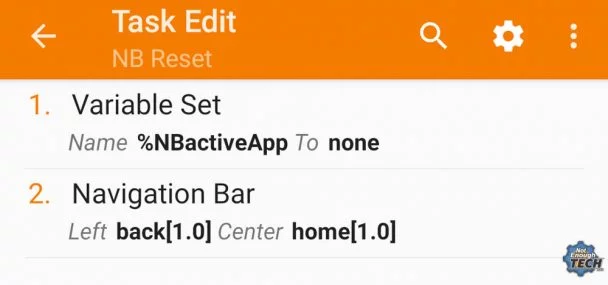 Task Edit
NB Reset
1. Variable Set
Name %NBactiveApp To none
2. Navigation Bar
Left back[1.0] Center home[1.0]
Not
Enough
TECH